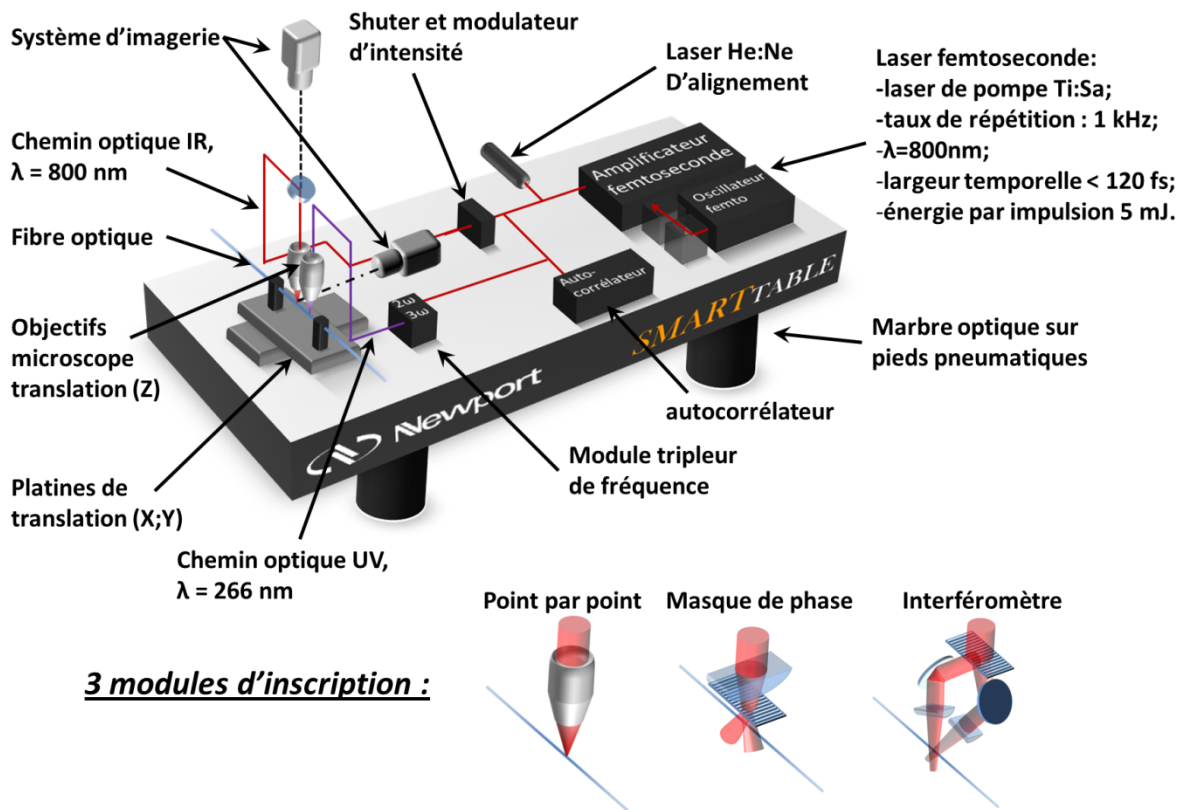 Système d'imagerie
Shuter et modulateur
d'intensité
Laser He:Ne
D'alignement
Laser femtoseconde:
-laser de pompe Ti:Sa;
-taux de répétition : 1 kHz;
-λ=800nm;
-largeur temporelle < 120 fs;
-énergie par impulsion 5 mJ.
Chemin optique IR,
λ = 800 nm
Fibre optique
Amplificateur
femtoseconde
Oscillateur
femto
Auto-
corrélateur
2ω
3ω
SMARTTABLE
Newport
Objectifs
microscope
translation (Z)
Marbre optique sur
pieds pneumatiques
autocorrélateur
Module tripleur
de fréquence
Platines de
translation (X;Y)
Chemin optique UV,
λ = 266 nm
Point par point
Masque de phase
Interféromètre
3 modules d'inscription :